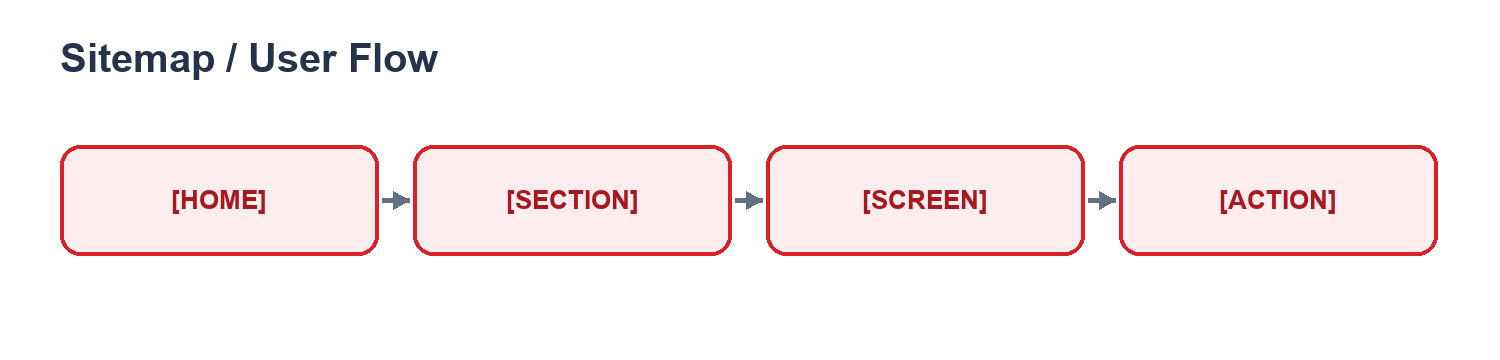 Sitemap / User Flow
[HOME] [SECTION] [SCREEN] [ACTION]